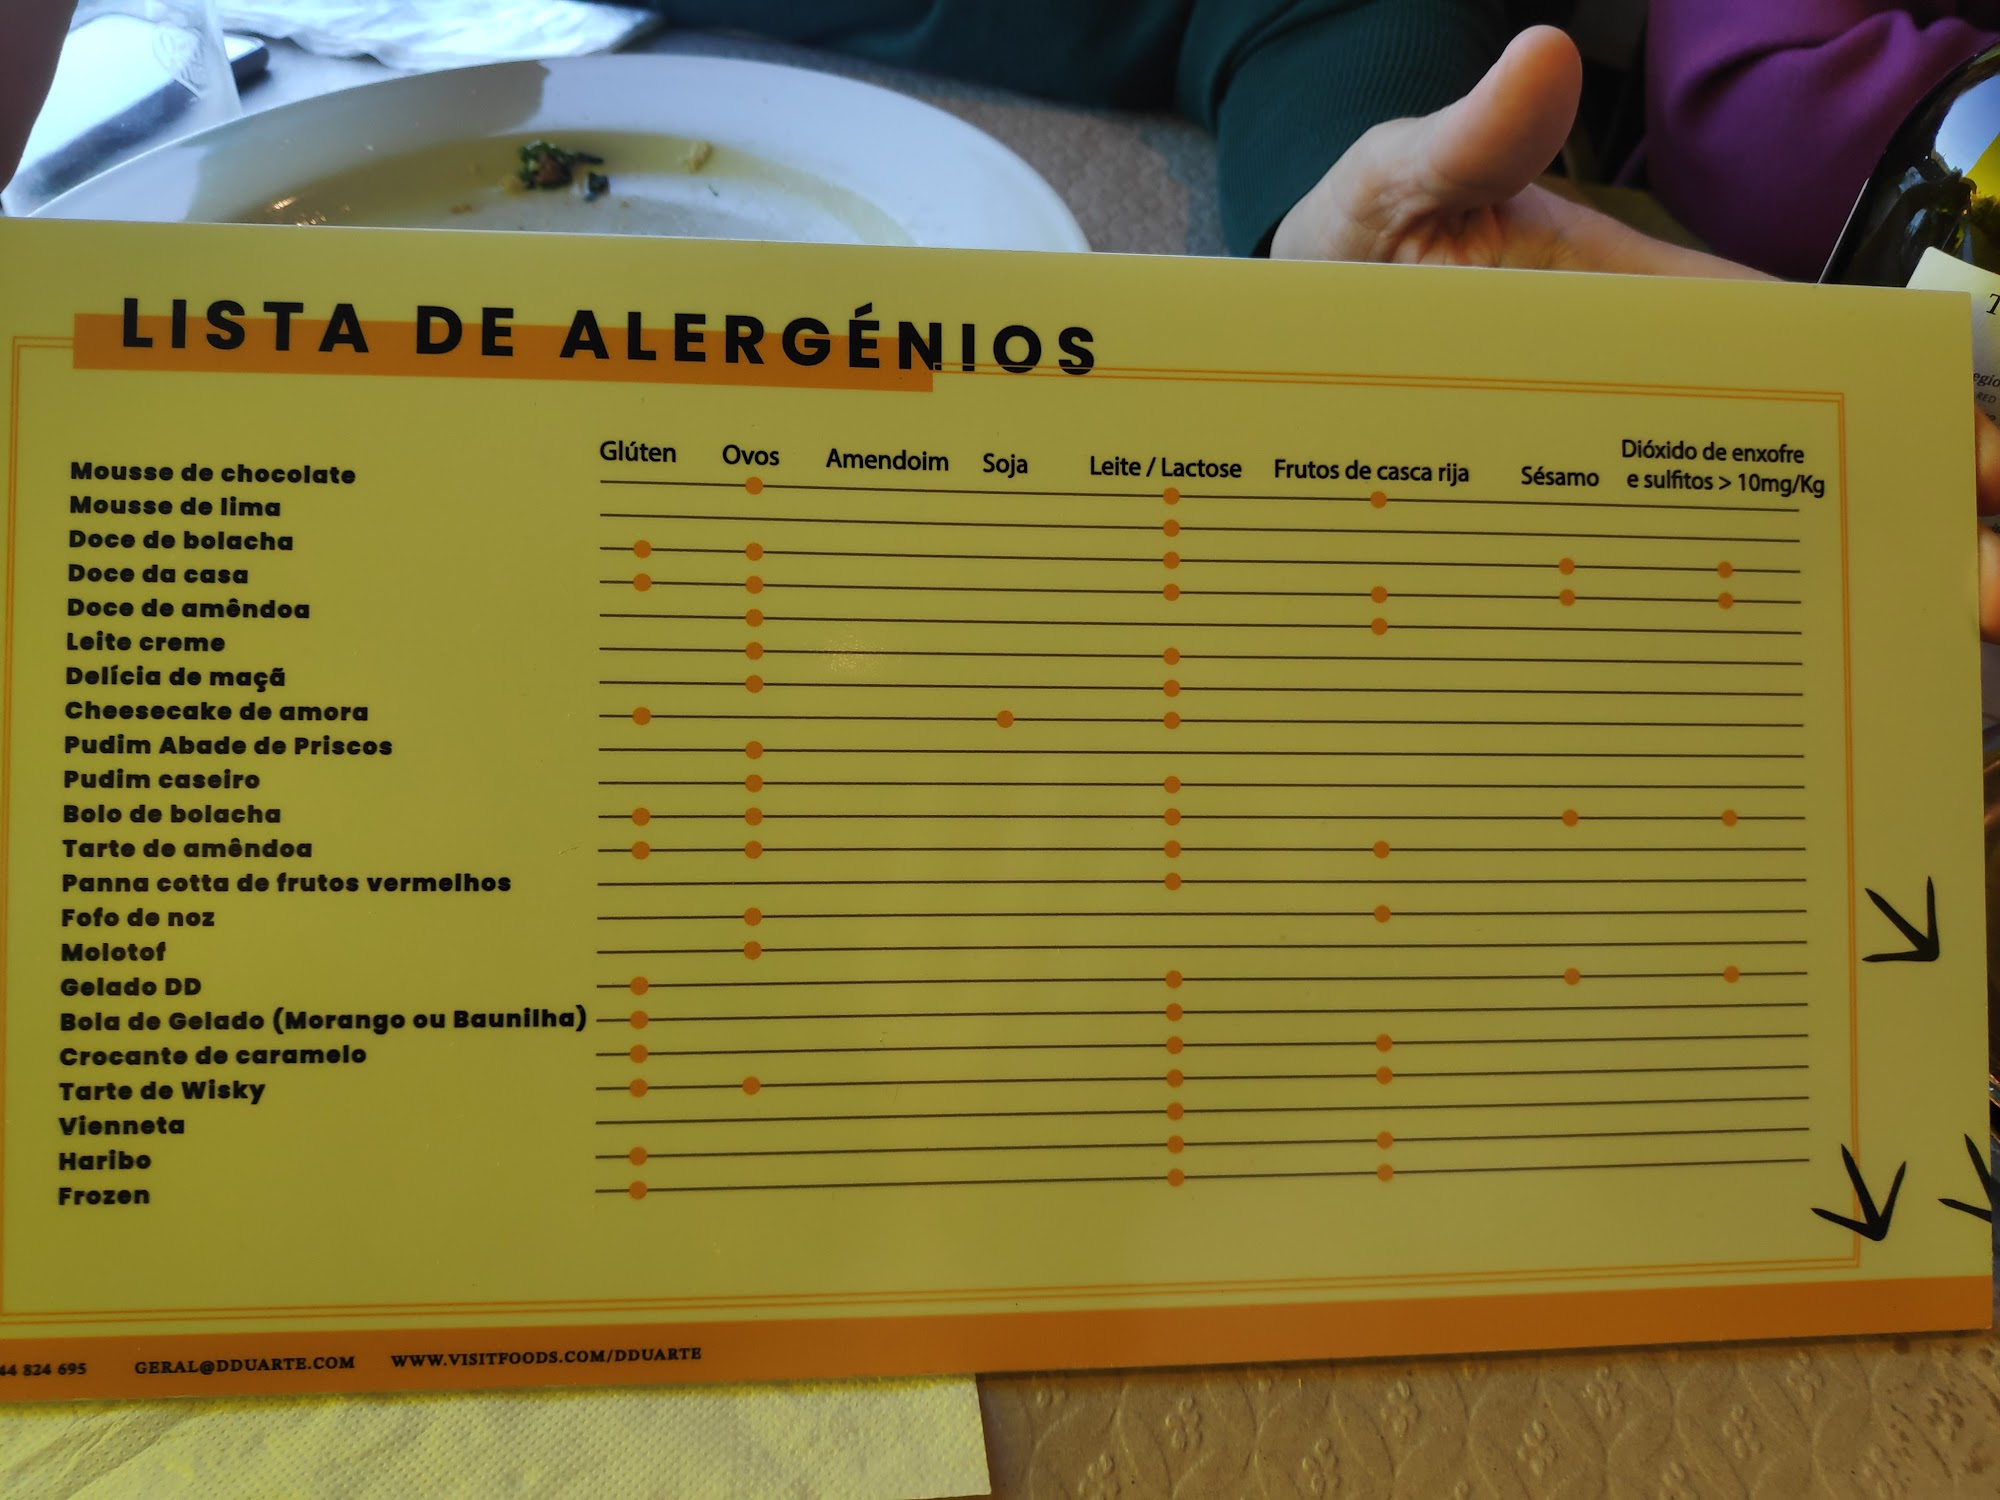 LISTA DE ALERGÉNIOS
Glúten Ovos Amendoim Soja Leite / Lactose Frutos de casca rija Sésamo Dióxido de enxofre
e sulfitos > 10mg/Kg
Mousse de chocolate
Mousse de lima
Doce de bolacha
Doce da casa
Doce de amêndoa
Leite creme
Delícia de maçã
Cheesecake de amora
Pudim Abade de Priscos
Pudim caseiro
Bolo de bolacha
Tarte de amêndoa
Panna cotta de frutos vermelhos
Fofo de noz
Molotof
Gelado DD
Bola de Gelado (Morango ou Baunilha)
Crocante de caramelo
Tarte de Wisky
Vienneta
Haribo
Frozen
44 824 695 GERAL@DDUARTE.COM WWW.VISITFOODS.COM/DDUARTE